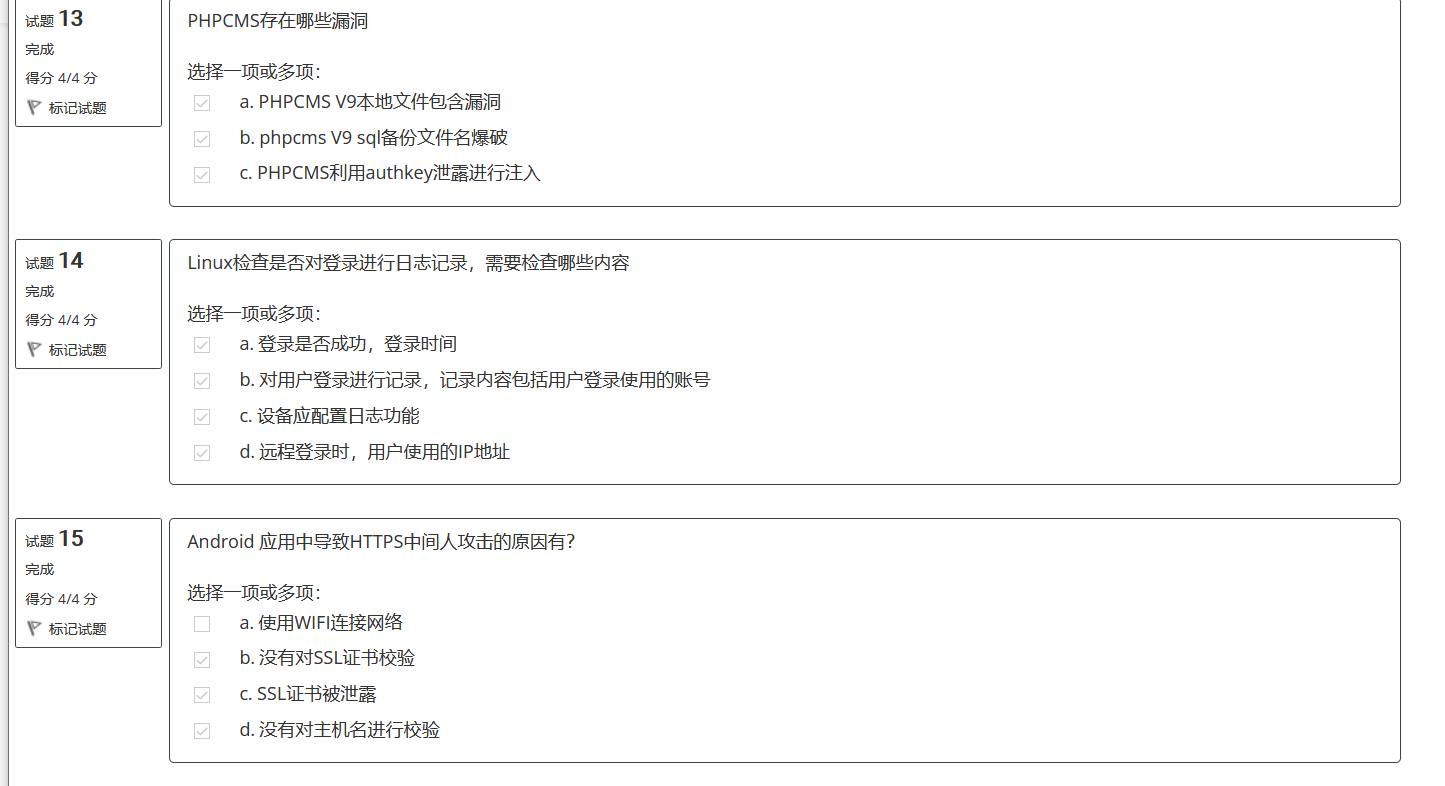 试题 13
完成
得分 4/4 分
标记试题
PHPCMS存在哪些漏洞
选择一项或多项：
a. PHPCMS V9本地文件包含漏洞
b. phpcms V9 sql备份文件名爆破
c. PHPCMS利用authkey泄露进行注入
试题 14
完成
得分 4/4 分
标记试题
Linux检查是否对登录进行日志记录，需要检查哪些内容
选择一项或多项：
a. 登录是否成功，登录时间
b. 对用户登录进行记录，记录内容包括用户登录使用的账号
c. 设备应配置日志功能
d. 远程登录时，用户使用的IP地址
试题 15
完成
得分 4/4 分
标记试题
Android 应用中导致HTTPS中间人攻击的原因有？
选择一项或多项：
a. 使用WIFI连接网络
b. 没有对SSL证书校验
c. SSL证书被泄露
d. 没有对主机名进行校验